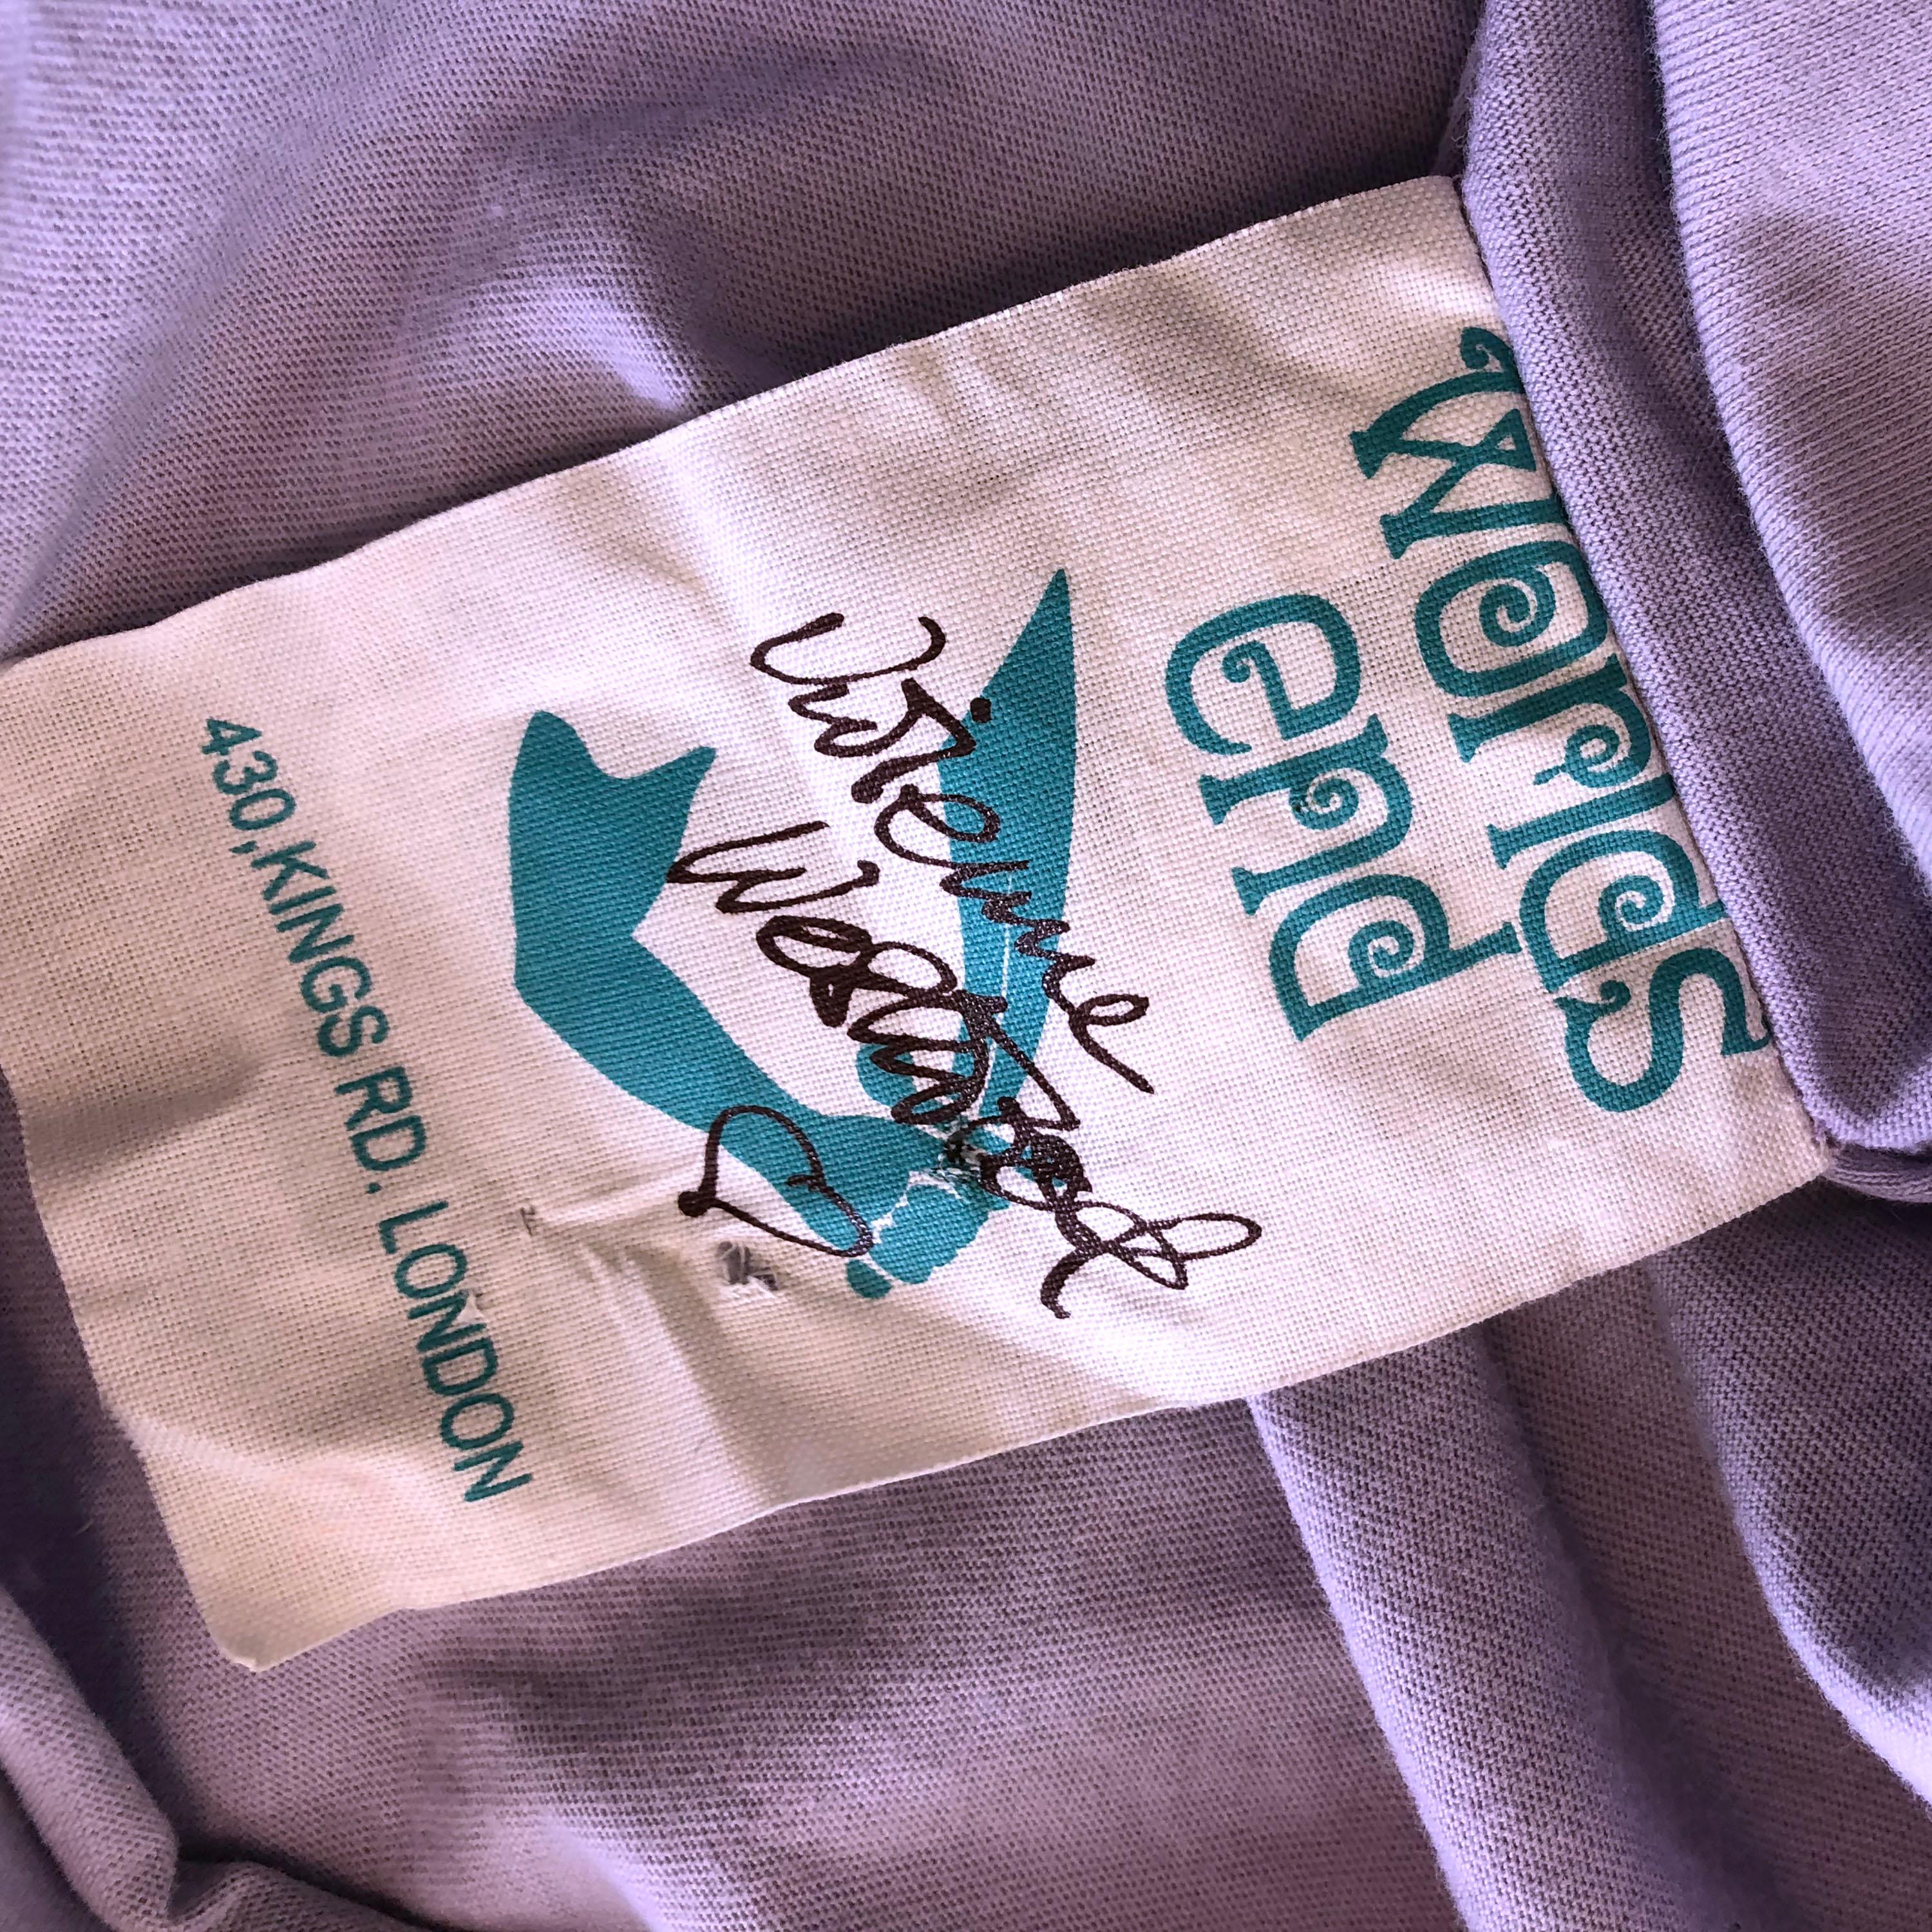 Worlds
end
Vivienne
Westwood
430, KINGS RD. LONDON